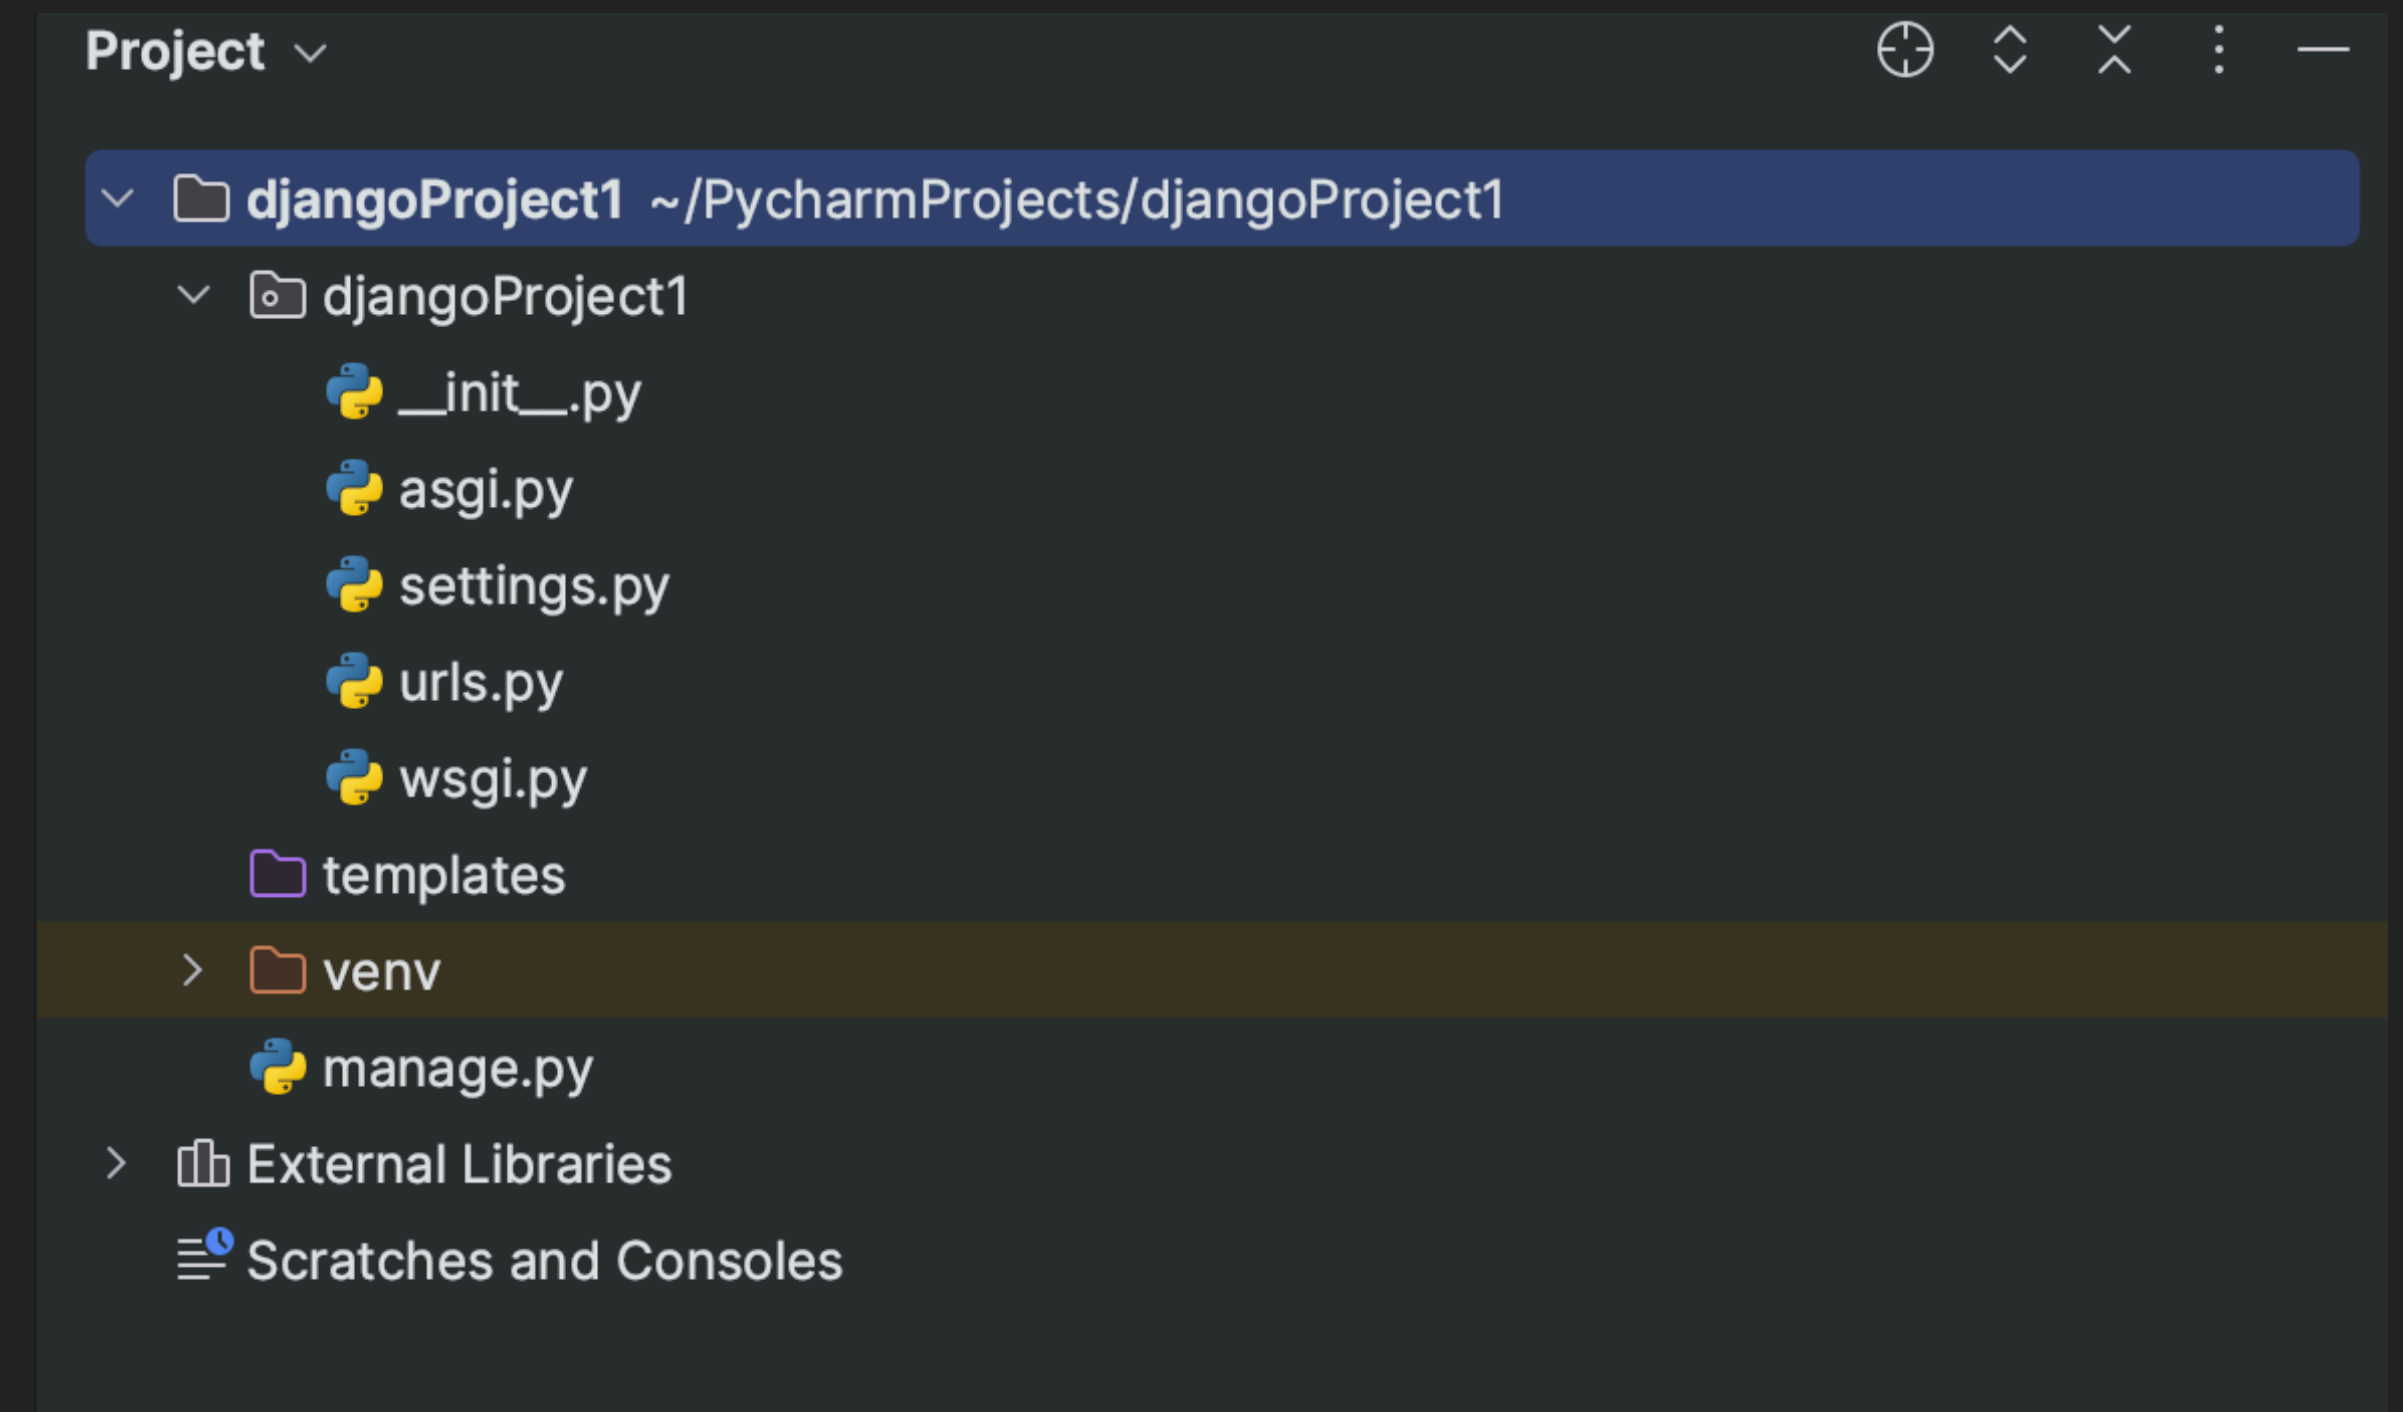 Project
djangoProject1 ~/PycharmProjects/djangoProject1
djangoProject1
__init__.py
asgi.py
settings.py
urls.py
wsgi.py
templates
venv
manage.py
External Libraries
Scratches and Consoles